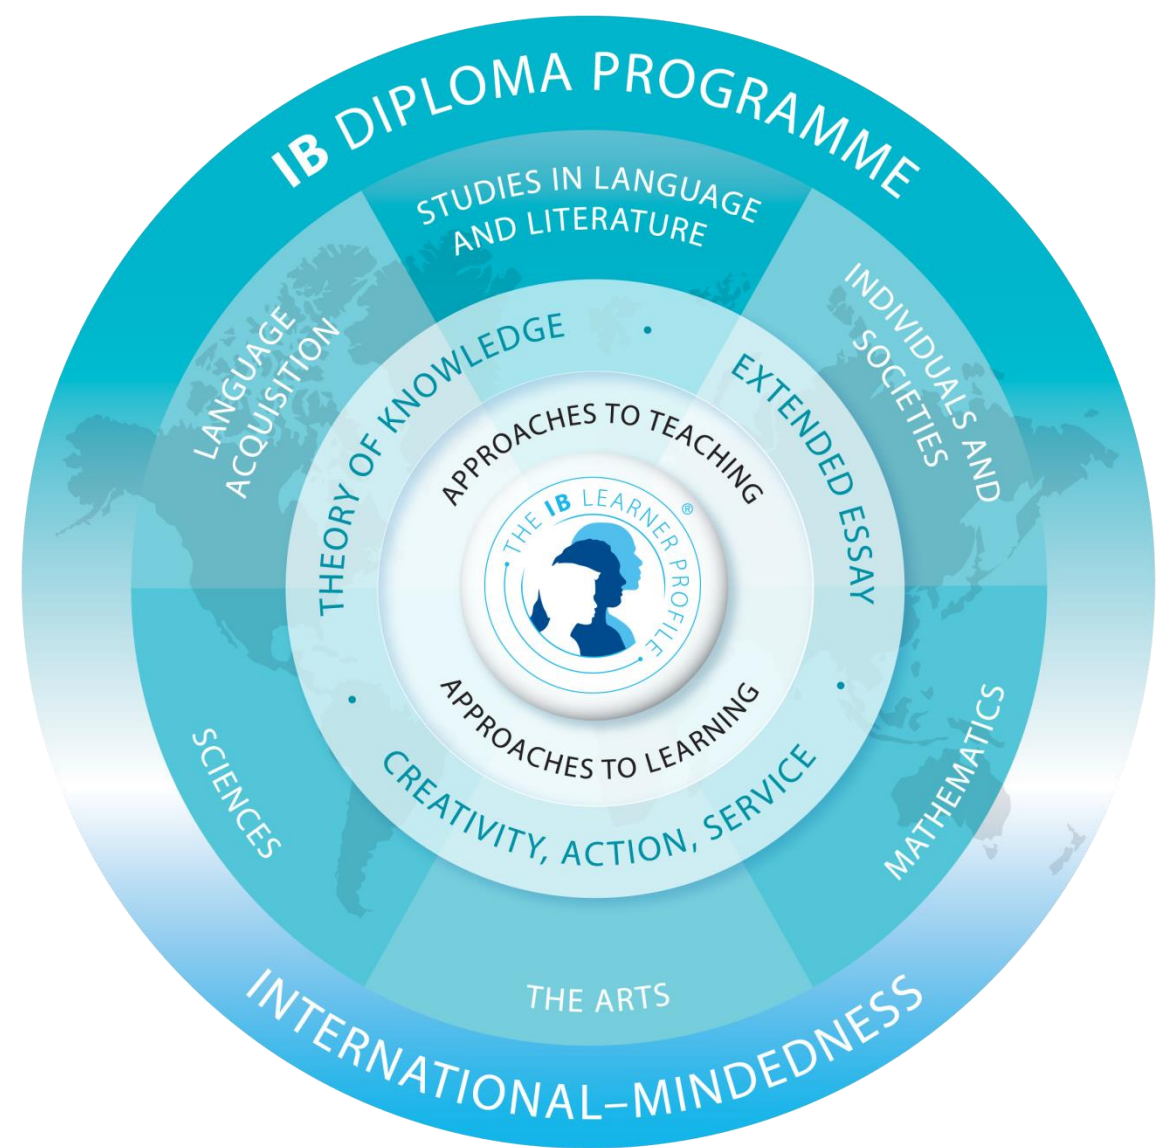 IB DIPLOMA PROGRAMME
STUDIES IN LANGUAGE
AND LITERATURE
LANGUAGE
ACQUISITION
INDIVIDUALS AND
SOCIETIES
THEORY OF KNOWLEDGE
EXTENDED ESSAY
APPROACHES TO TEACHING
THE IB LEARNER PROFILE®
APPROACHES TO LEARNING
CREATIVITY, ACTION, SERVICE
SCIENCES
MATHEMATICS
THE ARTS
INTERNATIONAL–MINDEDNESS